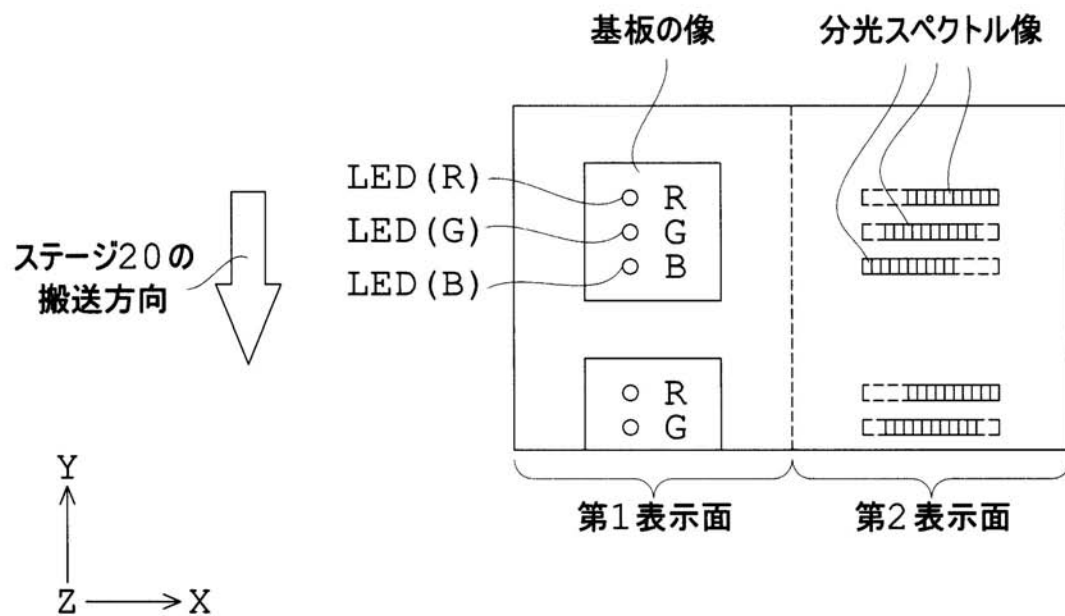 基板の像
分光スペクトル像
LED(R)
LED(G)
LED(B)
R
G
B
ステージ20の
搬送方向
R
G
第1表示面
第2表示面
Y
Z
X